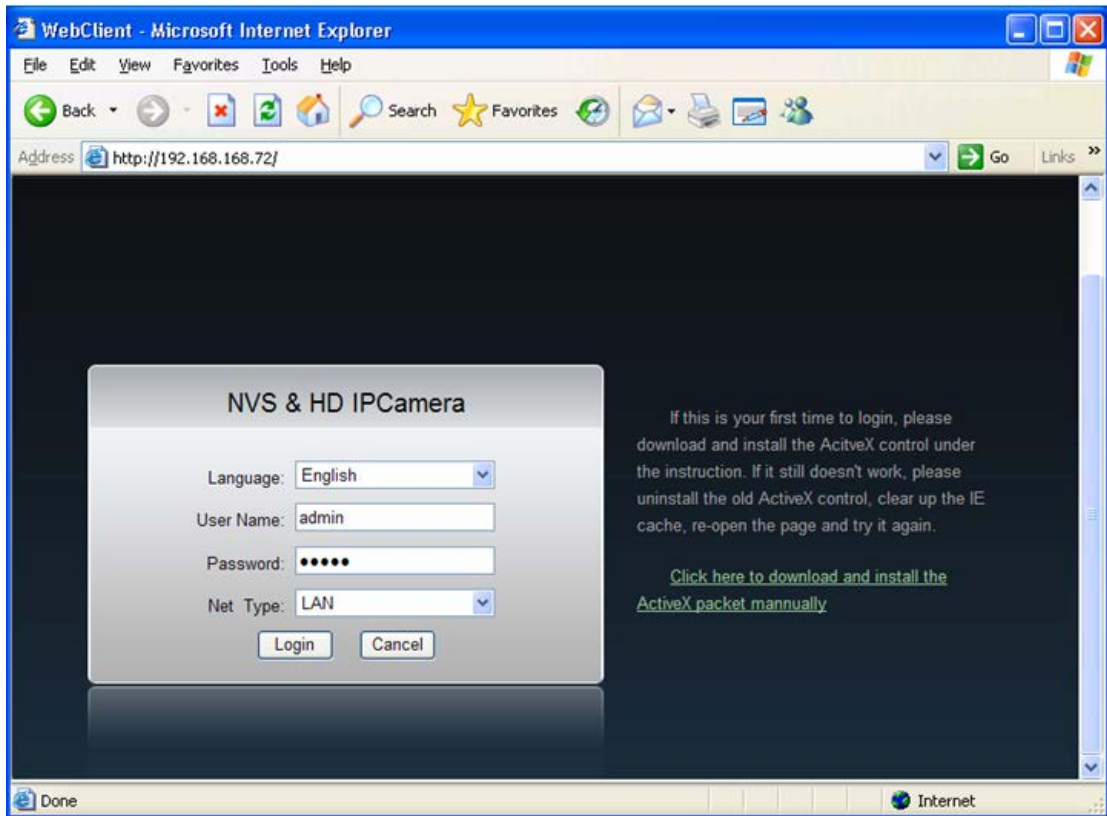 WebClient - Microsoft Internet Explorer
File Edit View Favorites Tools Help
Back Search Favorites
Address http://192.168.168.72/ Go Links »
NVS & HD IPCamera
Language: English
User Name: admin
Password: •••••
Net Type: LAN
Login Cancel
If this is your first time to login, please
download and install the AcitveX control under
the instruction. If it still doesn't work, please
uninstall the old ActiveX control, clear up the IE
cache, re-open the page and try it again.
Click here to download and install the
ActiveX packet mannually
Done Internet